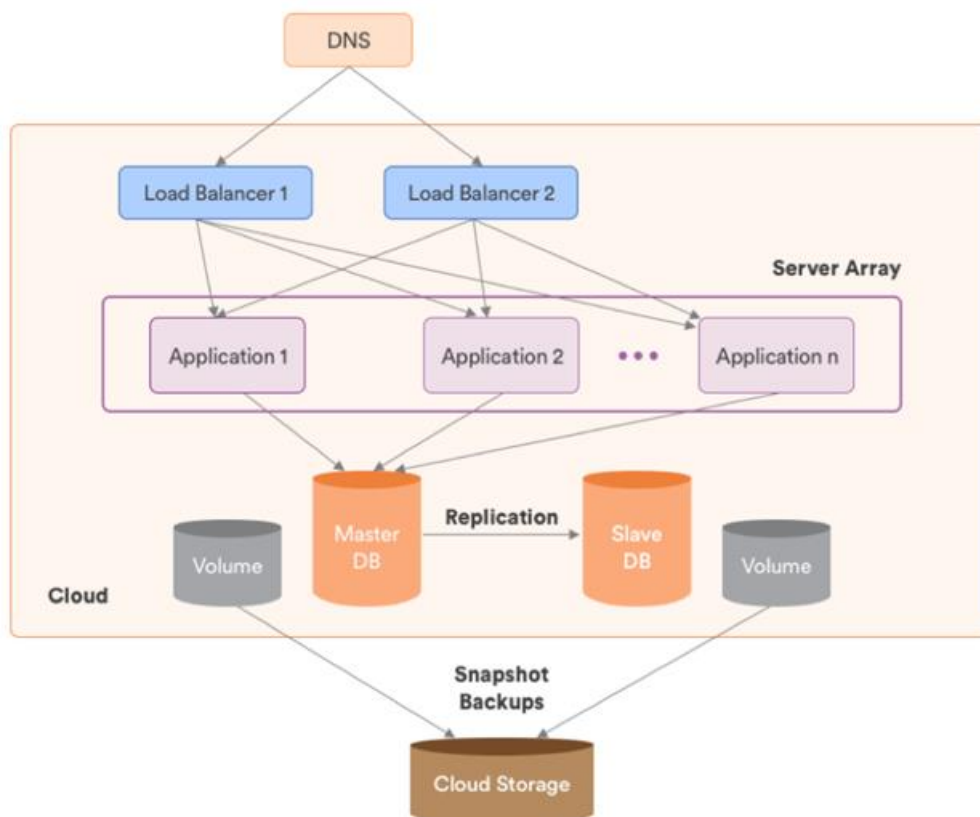 DNS
Load Balancer 1
Load Balancer 2
Server Array
Application 1
Application 2
Application n
Master
DB
Replication
Slave
DB
Volume
Volume
Cloud
Snapshot
Backups
Cloud Storage